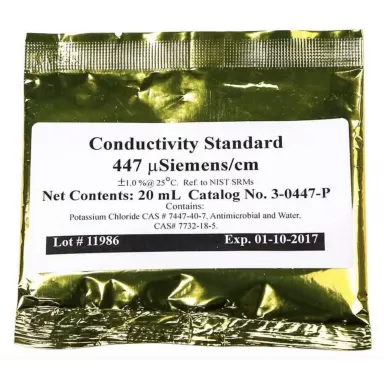 Conductivity Standard
447 µSiemens/cm
±1.0 %@ 25°C.  Ref. to NIST SRMs
Net Contents: 20 mL  Catalog No. 3-0447-P
Contains:
Potassium Chloride CAS # 7447-40-7, Antimicrobial and Water,
CAS# 7732-18-5.
Lot # 11986  Exp. 01-10-2017